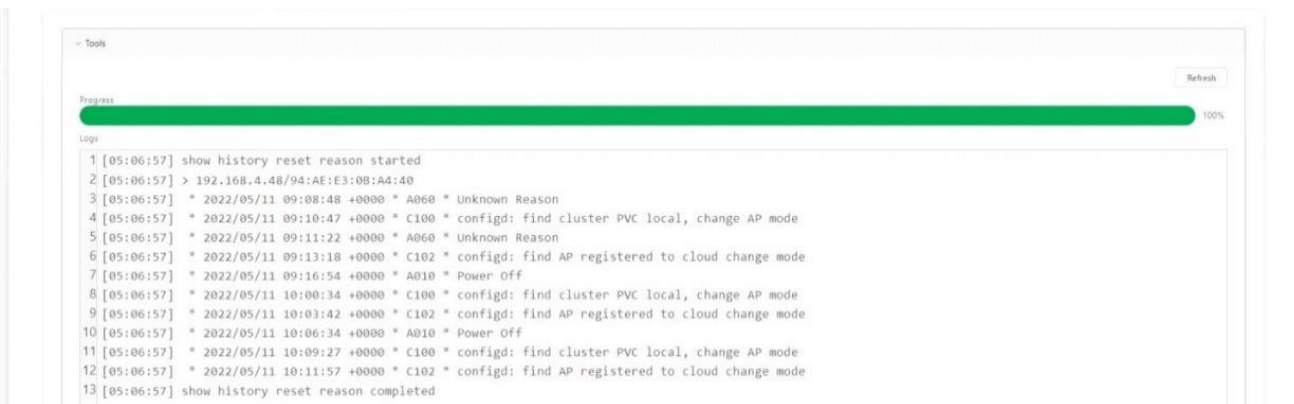 Tools
Refresh
Progress
100%
Logs
1 [05:06:57] show history reset reason started
2 [05:06:57] > 192.168.4.48/94:AE:E3:0B:A4:40
3 [05:06:57] * 2022/05/11 09:08:48 +0000 * A060 * Unknown Reason
4 [05:06:57] * 2022/05/11 09:10:47 +0000 * C100 * configd: find cluster PVC local, change AP mode
5 [05:06:57] * 2022/05/11 09:11:22 +0000 * A060 * Unknown Reason
6 [05:06:57] * 2022/05/11 09:13:18 +0000 * C102 * configd: find AP registered to cloud change mode
7 [05:06:57] * 2022/05/11 09:16:54 +0000 * A010 * Power Off
8 [05:06:57] * 2022/05/11 10:00:34 +0000 * C100 * configd: find cluster PVC local, change AP mode
9 [05:06:57] * 2022/05/11 10:03:42 +0000 * C102 * configd: find AP registered to cloud change mode
10 [05:06:57] * 2022/05/11 10:06:34 +0000 * A010 * Power Off
11 [05:06:57] * 2022/05/11 10:09:27 +0000 * C100 * configd: find cluster PVC local, change AP mode
12 [05:06:57] * 2022/05/11 10:11:57 +0000 * C102 * configd: find AP registered to cloud change mode
13 [05:06:57] show history reset reason completed